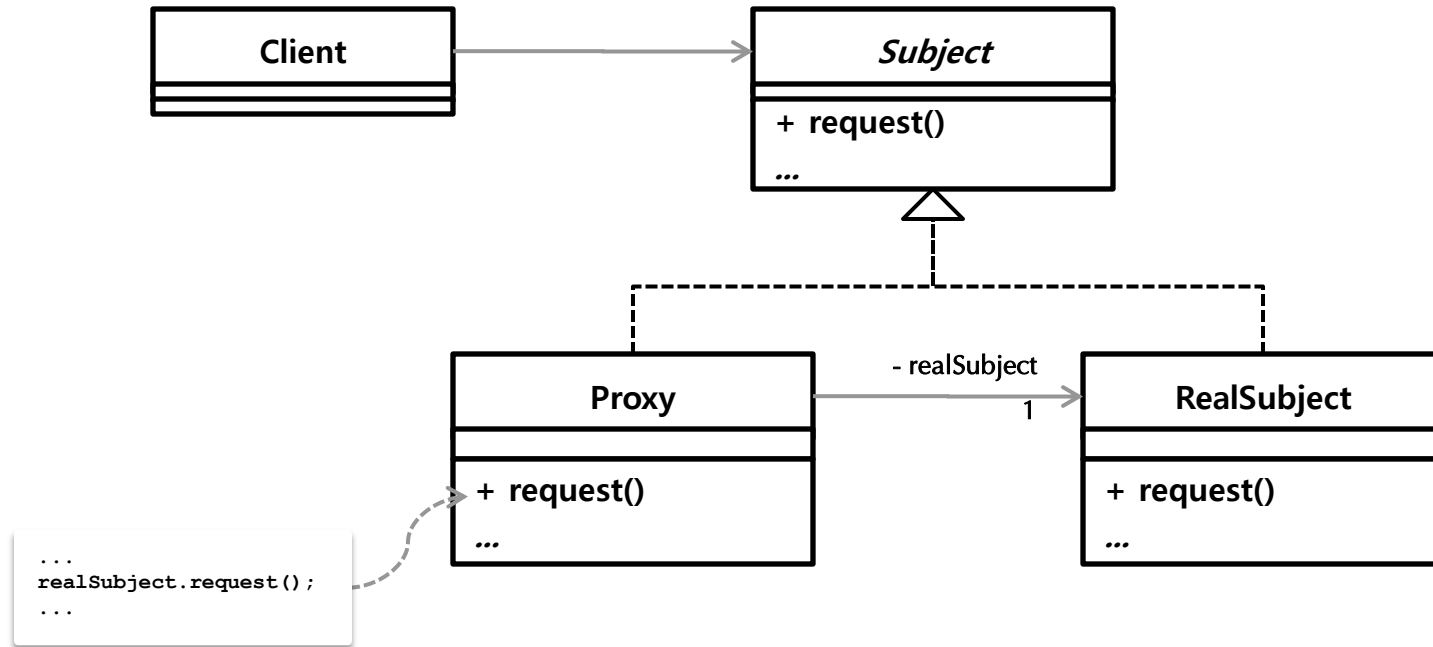 Client
Subject
+ request()
...
- realSubject
1
Proxy
RealSubject
+ request()
...
+ request()
...
...
realSubject.request();
...